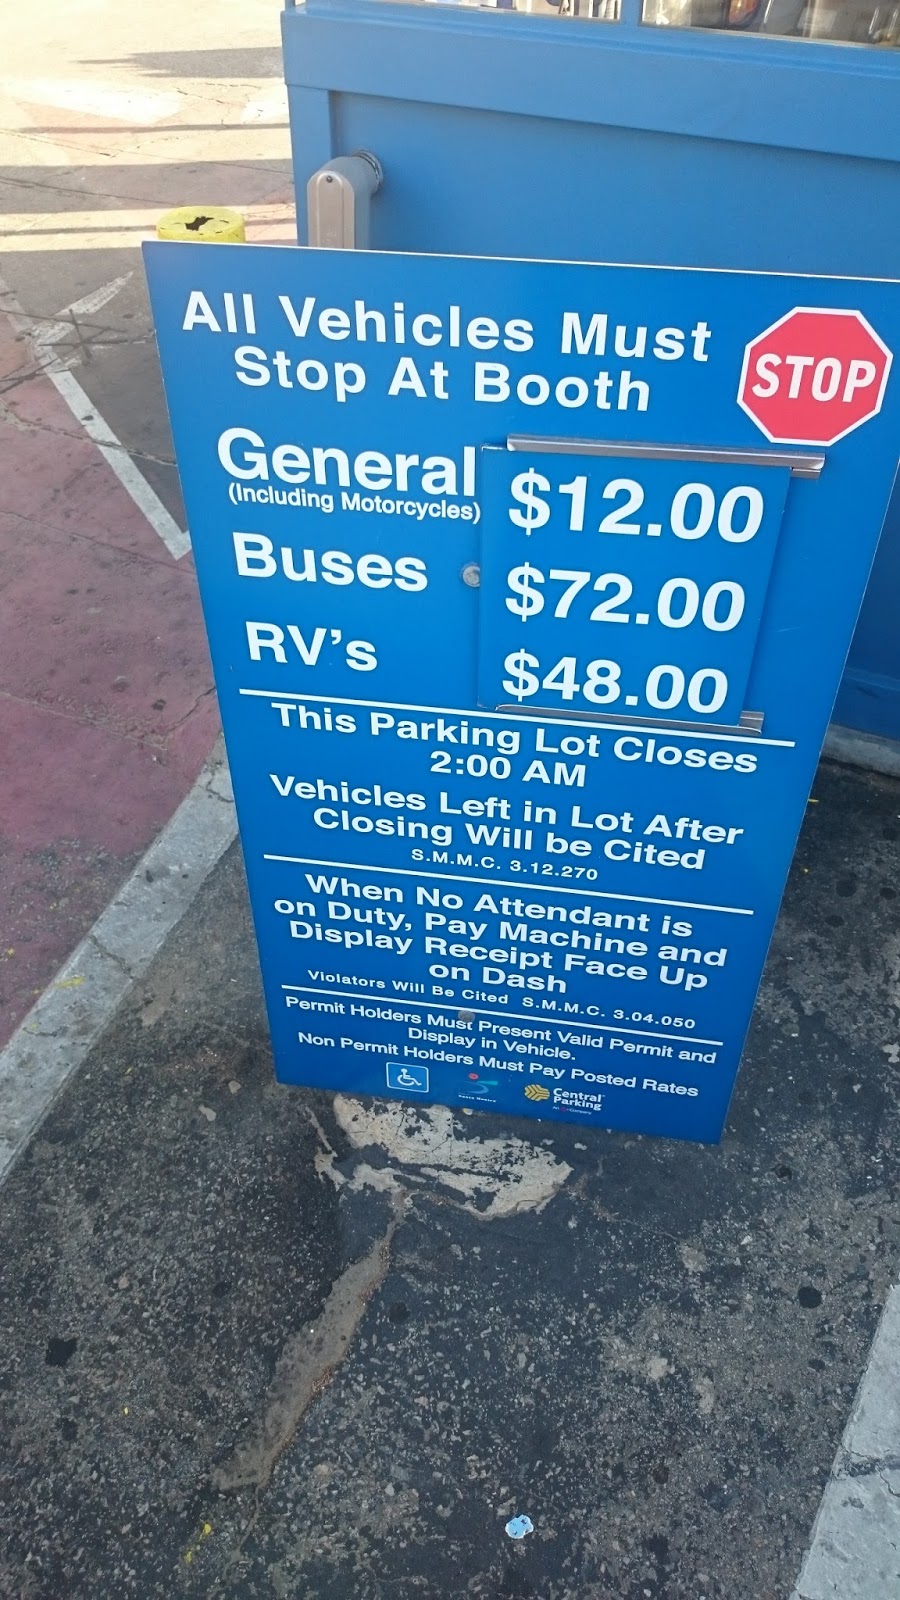 All Vehicles Must
Stop At Booth
STOP
General
(Including Motorcycles)
$12.00
Buses
$72.00
RV's
$48.00
This Parking Lot Closes
2:00 AM
Vehicles Left in Lot After
Closing Will be Cited
S.M.M.C. 3.12.270
When No Attendant is
on Duty, Pay Machine and
Display Receipt Face Up
on Dash
Violators Will Be Cited S.M.M.C. 3.04.050
Permit Holders Must Present Valid Permit and
Display in Vehicle.
Non Permit Holders Must Pay Posted Rates
Santa Monica
Central
Parking